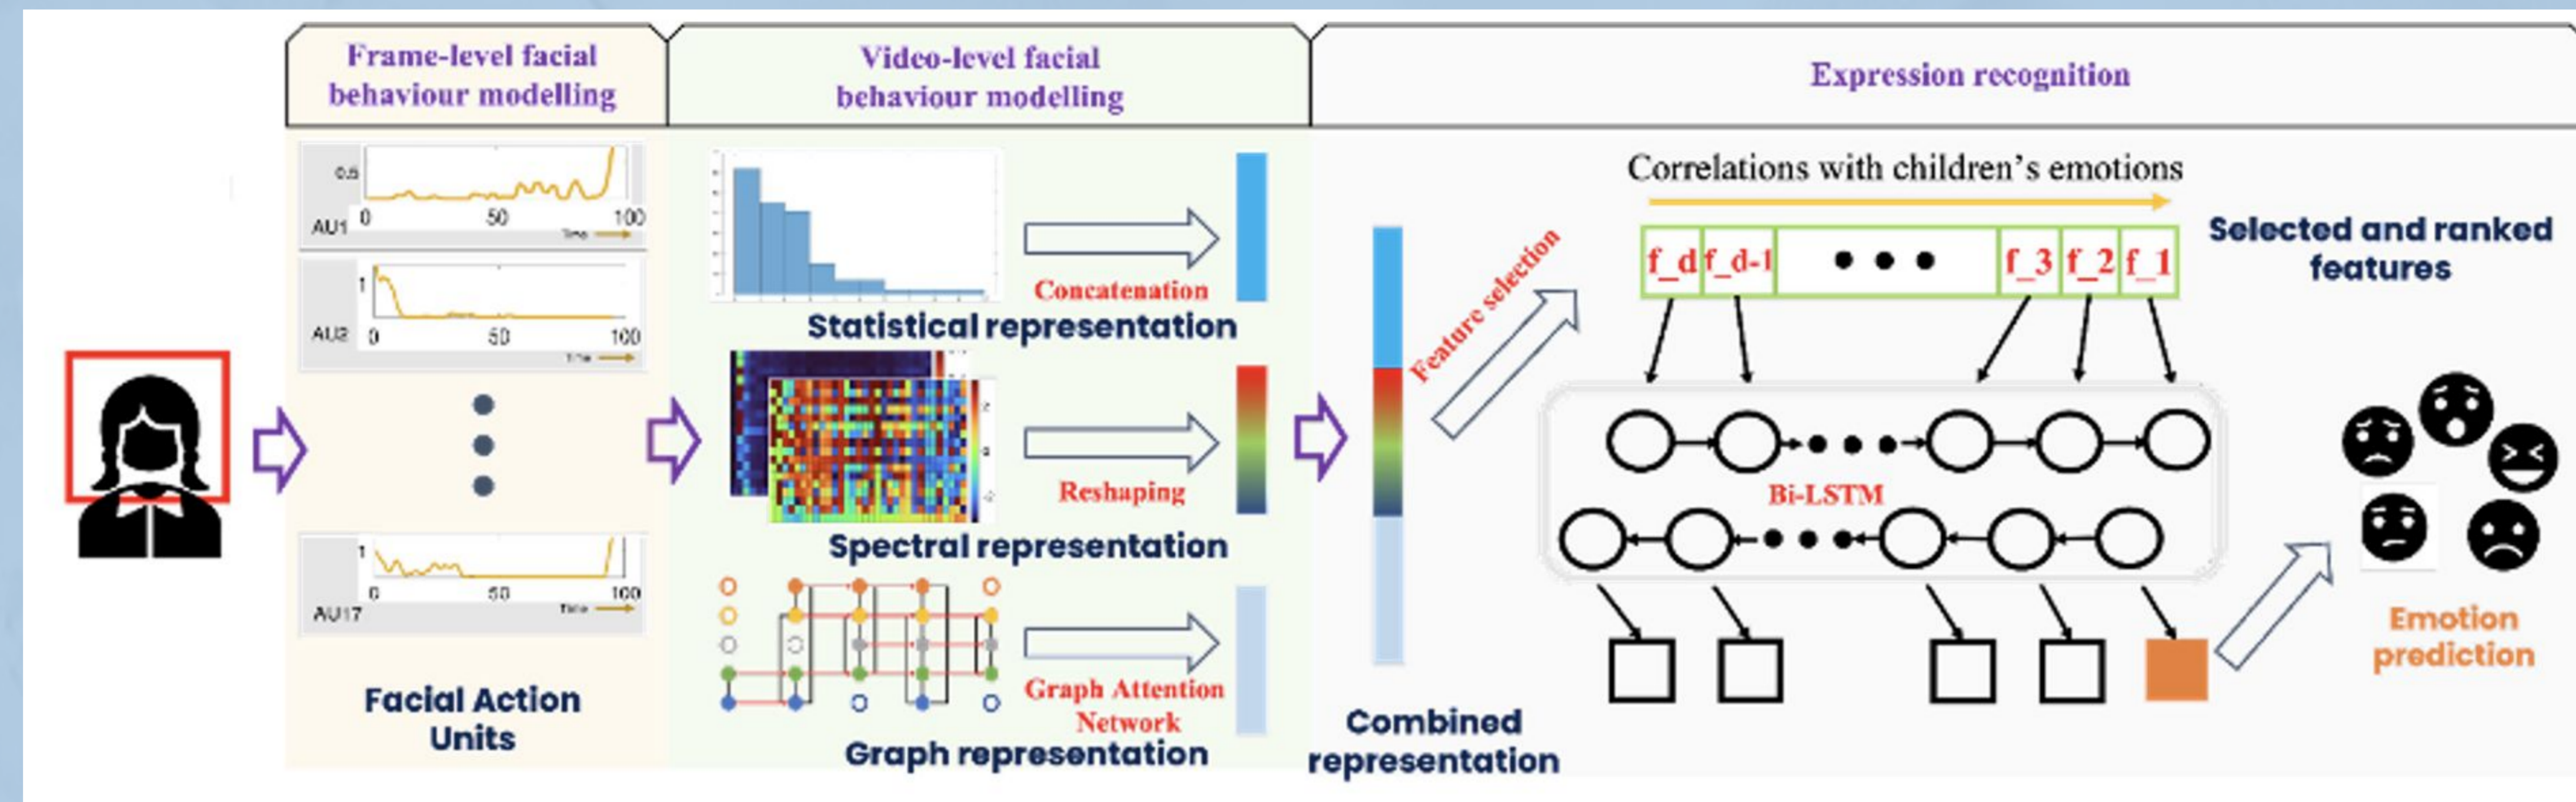 Frame-level facial
behaviour modelling
Video-level facial
behaviour modelling
Expression recognition
0.5
AU1
0 50 100
Time
1
AU2
0 50 100
Time
1
AU17
0 50 100
Time
Facial Action
Units
Concatenation
Statistical representation
Reshaping
Spectral representation
Graph Attention
Network
Graph representation
Combined
representation
Feature selection
Correlations with children's emotions
f_d f_d-1 f_3 f_2 f_1
Selected and ranked
features
Bi-LSTM
Emotion
prediction